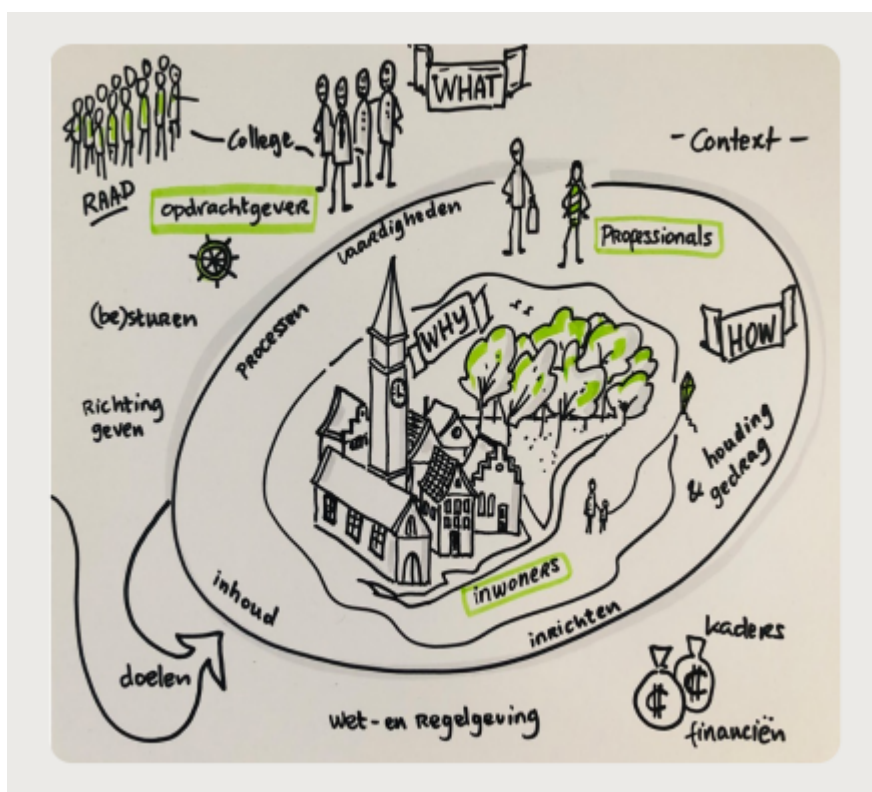 WHAT
College
- Context -
RAAD
opdrachtgever
vaardigheden
Professionals
(be)sturen
processen
WHY
HOW
Richting
geven
houding
& gedrag
inwoners
inhoud
inrichten
doelen
kaders
wet- en Regelgeving
financiën